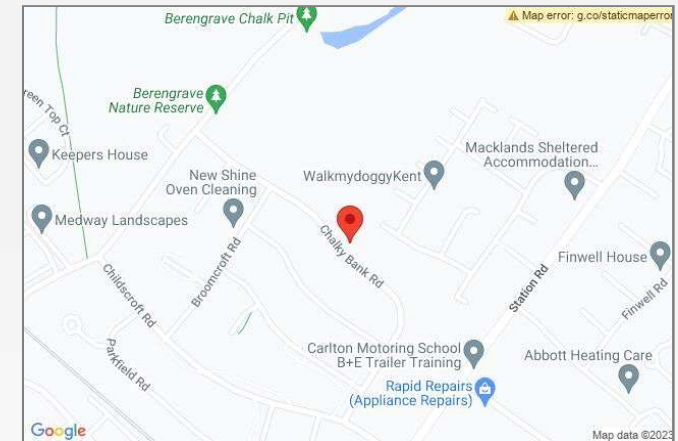 Berengrave Chalk Pit
Map error: g.co/staticmaperror
Berengrave
Nature Reserve
Keepers House
New Shine
Oven Cleaning
WalkmydoggyKent
Macklands Sheltered
Accommodation...
Medway Landscapes
Chalky Bank Rd
Broomcroft Rd
Childscroft Rd
Station Rd
Finwell House
Finwell Rd
Parkfield Rd
Carlton Motoring School
B+E Trailer Training
Abbott Heating Care
Rapid Repairs
(Appliance Repairs)
Google
Map data ©2023